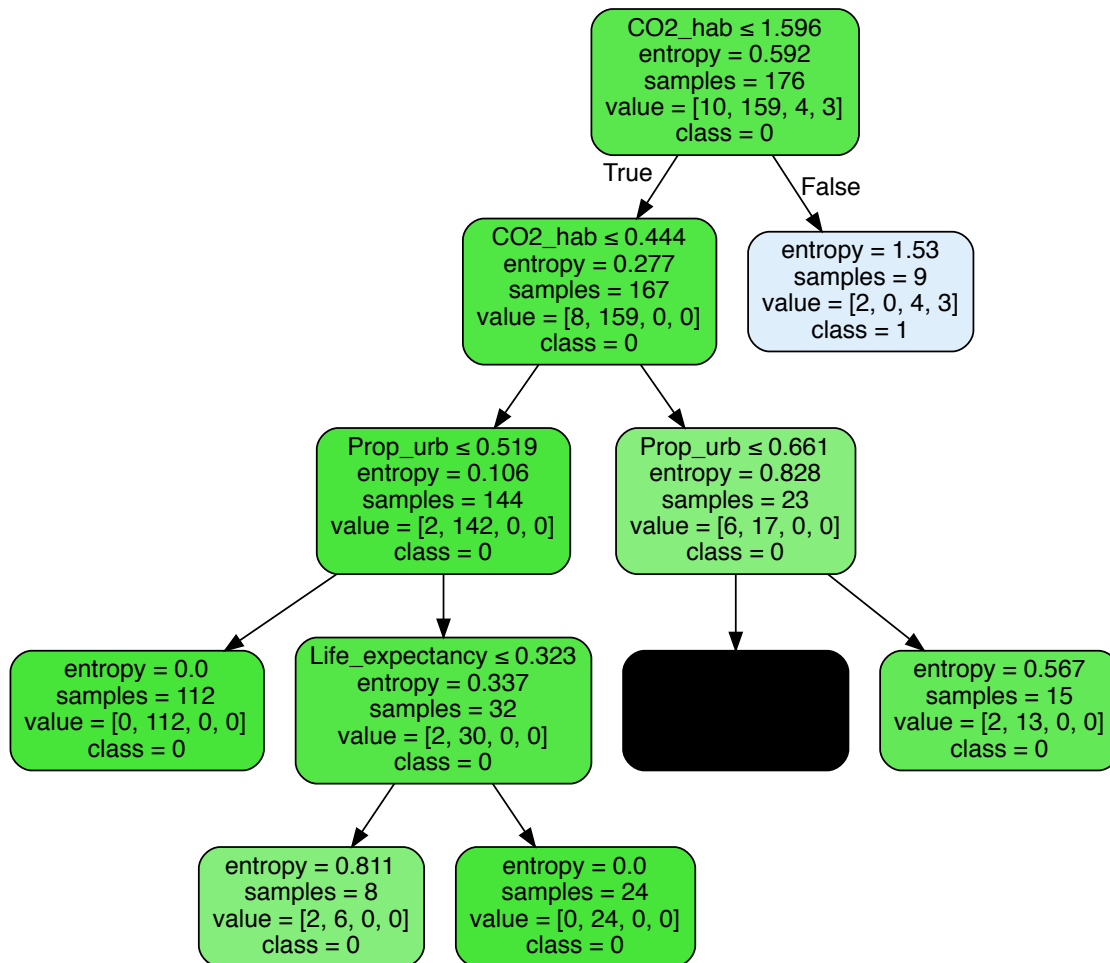 CO2_hab ≤ 1.596
entropy = 0.592
samples = 176
value = [10, 159, 4, 3]
class = 0
True
False
CO2_hab ≤ 0.444
entropy = 0.277
samples = 167
value = [8, 159, 0, 0]
class = 0
entropy = 1.53
samples = 9
value = [2, 0, 4, 3]
class = 1
Prop_urb ≤ 0.519
entropy = 0.106
samples = 144
value = [2, 142, 0, 0]
class = 0
Prop_urb ≤ 0.661
entropy = 0.828
samples = 23
value = [6, 17, 0, 0]
class = 0
entropy = 0.0
samples = 112
value = [0, 112, 0, 0]
class = 0
Life_expectancy ≤ 0.323
entropy = 0.337
samples = 32
value = [2, 30, 0, 0]
class = 0
entropy = 0.567
samples = 15
value = [2, 13, 0, 0]
class = 0
entropy = 0.811
samples = 8
value = [2, 6, 0, 0]
class = 0
entropy = 0.0
samples = 24
value = [0, 24, 0, 0]
class = 0